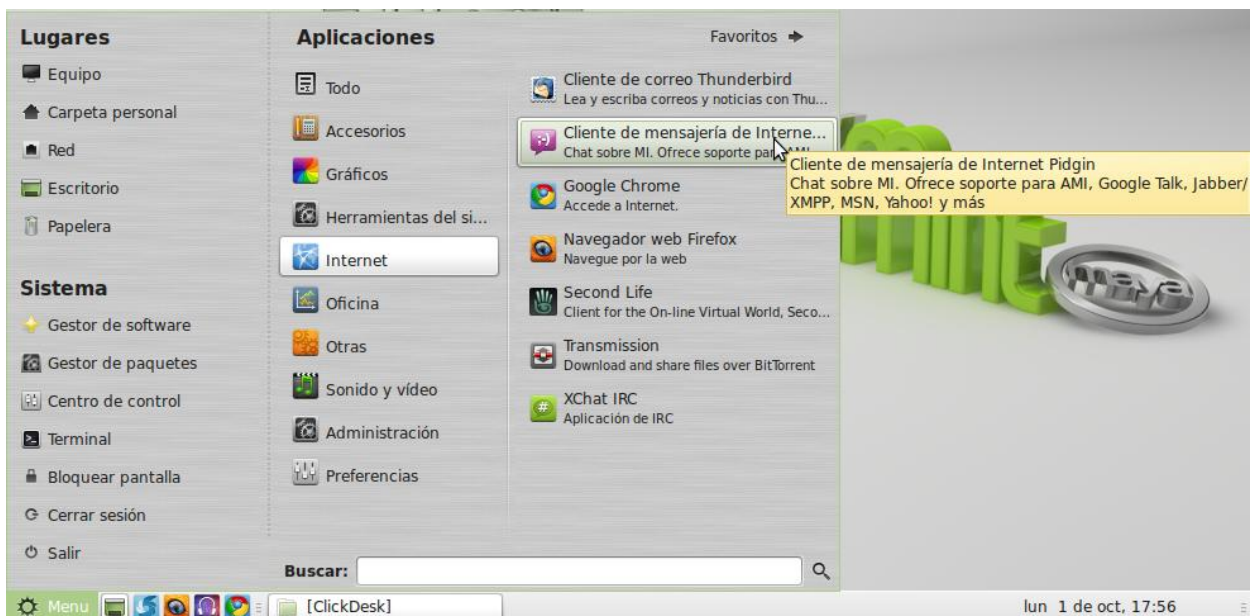 Lugares
Equipo
Carpeta personal
Red
Escritorio
Papelera
Sistema
Gestor de software
Gestor de paquetes
Centro de control
Terminal
Bloquear pantalla
Cerrar sesión
Salir
Aplicaciones
Favoritos
Todo
Accesorios
Gráficos
Herramientas del si...
Internet
Oficina
Otras
Sonido y vídeo
Administración
Preferencias
Cliente de correo Thunderbird
Lea y escriba correos y noticias con Thu...
Cliente de mensajería de Interne...
Chat sobre MI. Ofrece soporte para AMI
Google Chrome
Accede a Internet.
Navegador web Firefox
Navegue por la web
Second Life
Client for the On-line Virtual World, Seco...
Transmission
Download and share files over BitTorrent
XChat IRC
Aplicación de IRC
Cliente de mensajería de Internet Pidgin
Chat sobre MI. Ofrece soporte para AMI, Google Talk, Jabber/
XMPP, MSN, Yahoo! y más
mint
maya
Buscar:
Menu
[ClickDesk]
lun 1 de oct, 17:56